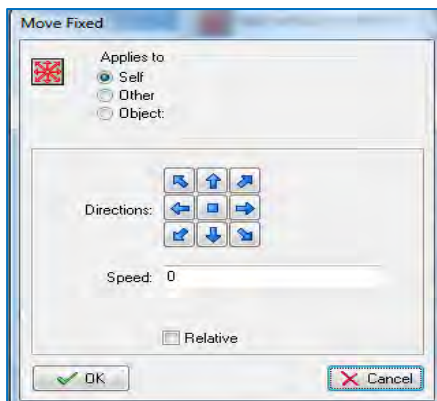 Move Fixed
Applies to
Self
Other
Object:
Directions:
Speed: 0
Relative
OK
Cancel